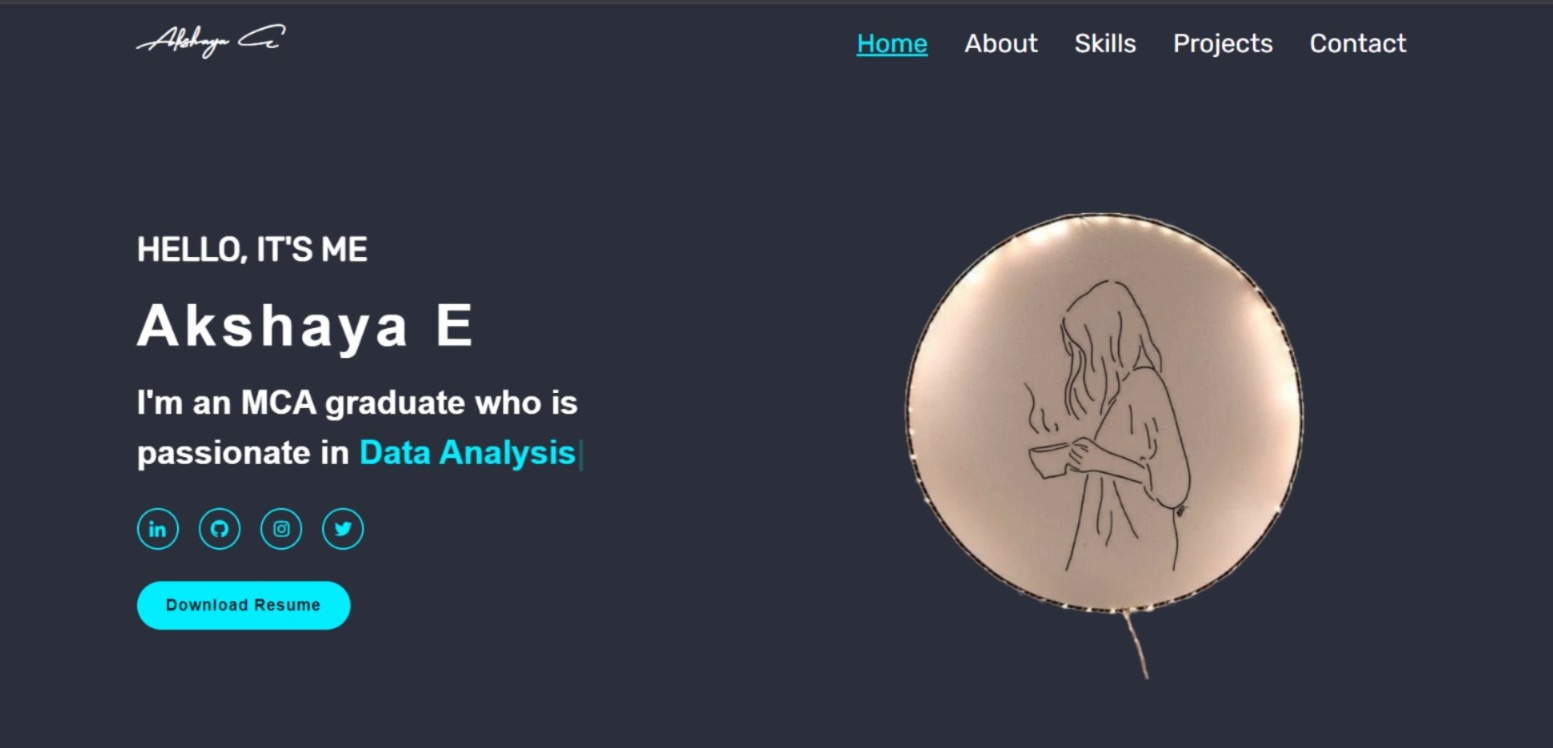 Akshaya E
Home About Skills Projects Contact
HELLO, IT'S ME
Akshaya E
I'm an MCA graduate who is
passionate in Data Analysis
in
Download Resume